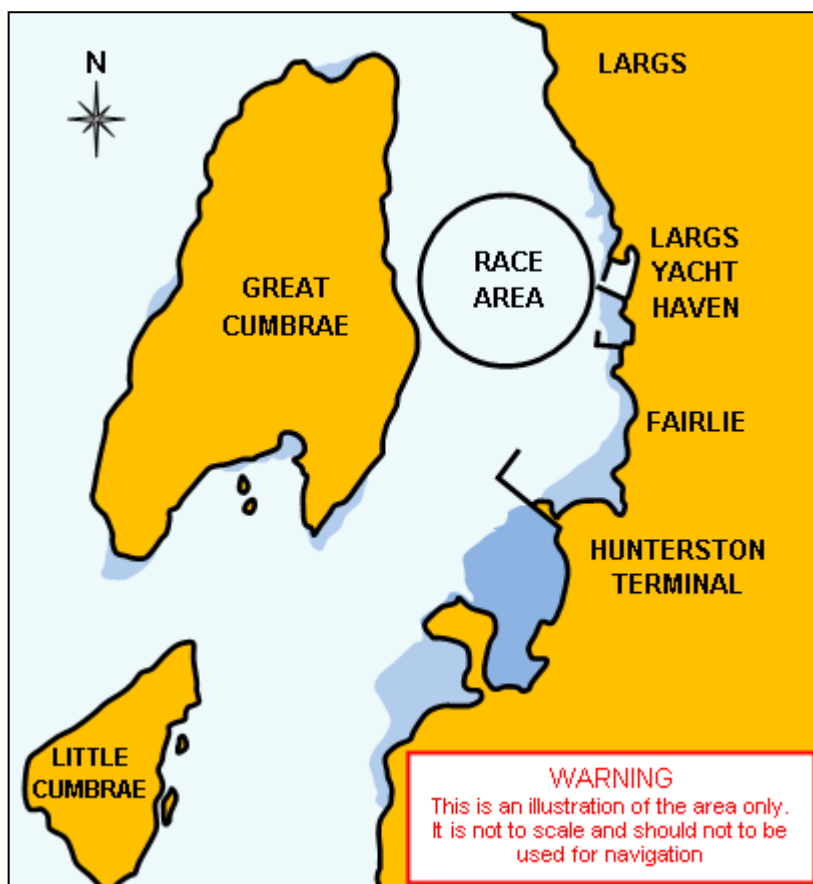 N
LARGS
LARGS
YACHT
HAVEN
RACE
AREA
GREAT
CUMBRAE
FAIRLIE
HUNTERSTON
TERMINAL
LITTLE
CUMBRAE
WARNING
This is an illustration of the area only.
It is not to scale and should not to be
used for navigation